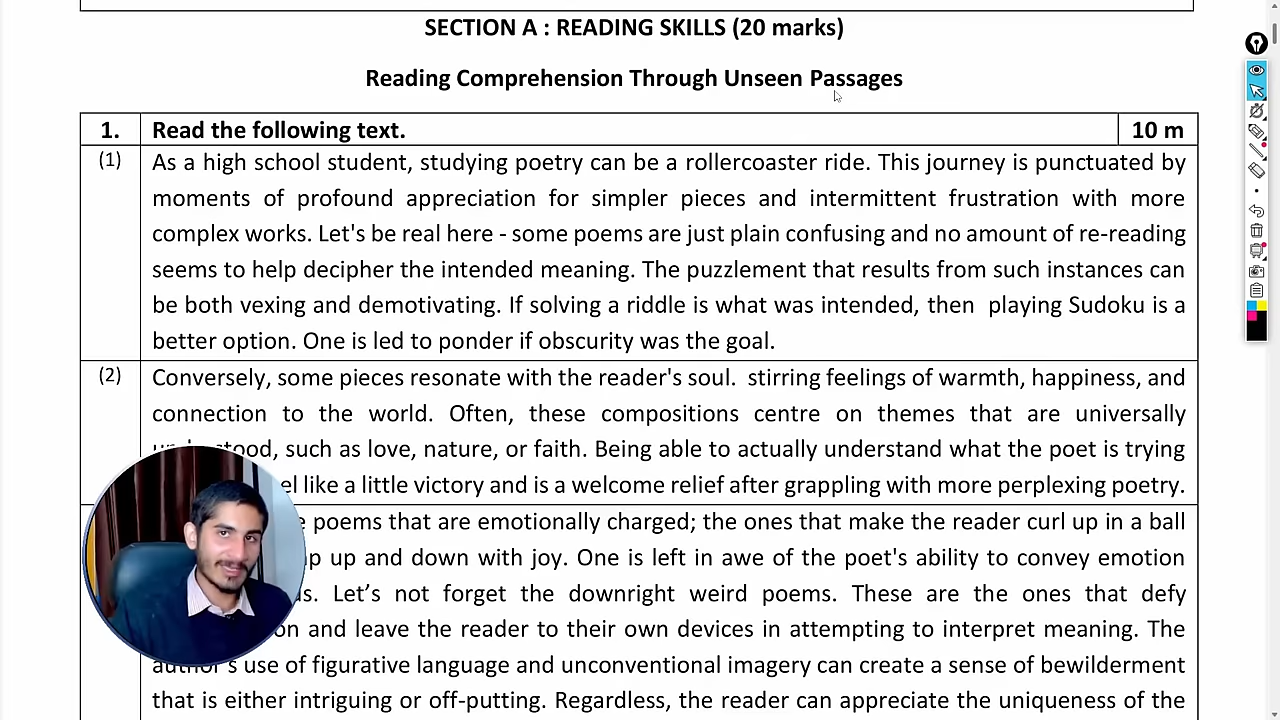 SECTION A : READING SKILLS (20 marks)
Reading Comprehension Through Unseen Passages
1. Read the following text. 10 m
(1) As a high school student, studying poetry can be a rollercoaster ride. This journey is punctuated by
moments of profound appreciation for simpler pieces and intermittent frustration with more
complex works. Let's be real here - some poems are just plain confusing and no amount of re-reading
seems to help decipher the intended meaning. The puzzlement that results from such instances can
be both vexing and demotivating. If solving a riddle is what was intended, then playing Sudoku is a
better option. One is led to ponder if obscurity was the goal.
(2) Conversely, some pieces resonate with the reader's soul. stirring feelings of warmth, happiness, and
connection to the world. Often, these compositions centre on themes that are universally
understood, such as love, nature, or faith. Being able to actually understand what the poet is trying
like a little victory and is a welcome relief after grappling with more perplexing poetry.
poems that are emotionally charged; the ones that make the reader curl up in a ball
up and down with joy. One is left in awe of the poet's ability to convey emotion
Let’s not forget the downright weird poems. These are the ones that defy
and leave the reader to their own devices in attempting to interpret meaning. The
author's use of figurative language and unconventional imagery can create a sense of bewilderment
that is either intriguing or off-putting. Regardless, the reader can appreciate the uniqueness of the